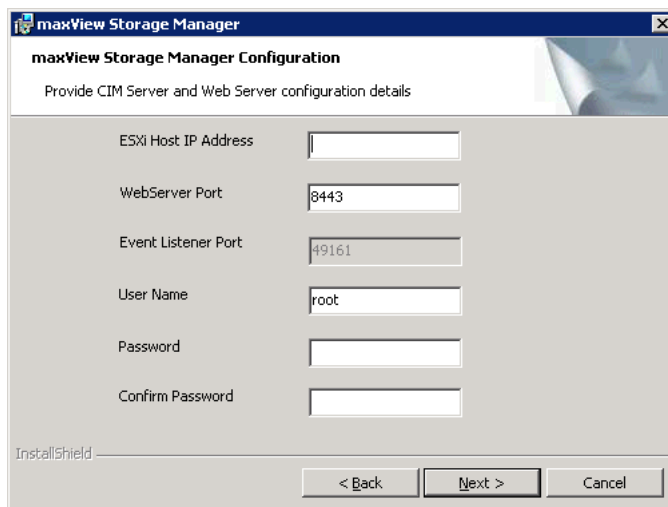 maxView Storage Manager
maxView Storage Manager Configuration
Provide CIM Server and Web Server configuration details
ESXi Host IP Address
WebServer Port
8443
Event Listener Port
49161
User Name
root
Password
Confirm Password
InstallShield
< Back
Next >
Cancel